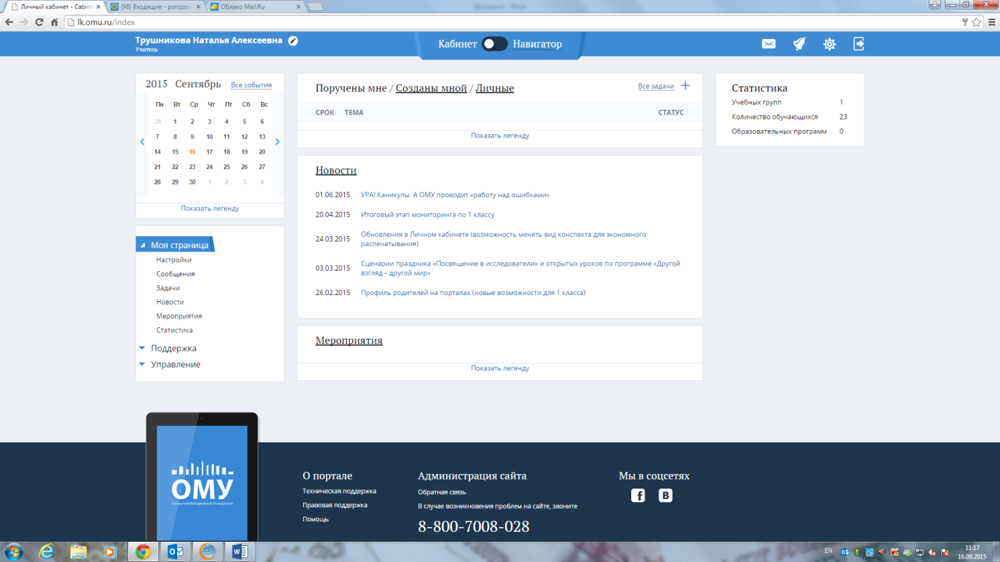 Личный кабинет - Cabin
(98) Входящие - porozov
Облако Mail.Ru
lk.omu.ru/index
Трушникова Наталья Алексеевна
Учитель
Кабинет Навигатор
2015 Сентябрь Все события
Пн Вт Ср Чт Пт Сб Вс
31 1 2 3 4 5 6
7 8 9 10 11 12 13
14 15 16 17 18 19 20
21 22 23 24 25 26 27
28 29 30 1 2 3 4
Показать легенду
Моя страница
Настройки
Сообщения
Задачи
Новости
Мероприятия
Статистика
Поддержка
Управление
Поручены мне / Созданы мной / Личные Все задачи +
СРОК ТЕМА СТАТУС
Показать легенду
Новости
01.06.2015 УРА! Каникулы. А ОМУ проводит «работу над ошибками»
20.04.2015 Итоговый этап мониторинга по 1 классу
24.03.2015 Обновления в Личном кабинете (возможность менять вид конспекта для экономного
распечатывания)
03.03.2015 Сценарии праздника «Посвящение в исследователи» и открытых уроков по программе «Другой
взгляд – другой мир»
26.02.2015 Профиль родителей на порталах (новые возможности для 1 класса)
Мероприятия
Показать легенду
Статистика
Учебных групп 1
Количество обучающихся 23
Образовательных программ 0
ОМУ
Открытый Молодежный Университет
О портале
Техническая поддержка
Правовая поддержка
Помощь
Администрация сайта
Обратная связь
В случае возникновения проблем на сайте, звоните
8-800-7008-028
Мы в соцсетях
f B
EN
11:17
16.09.2015